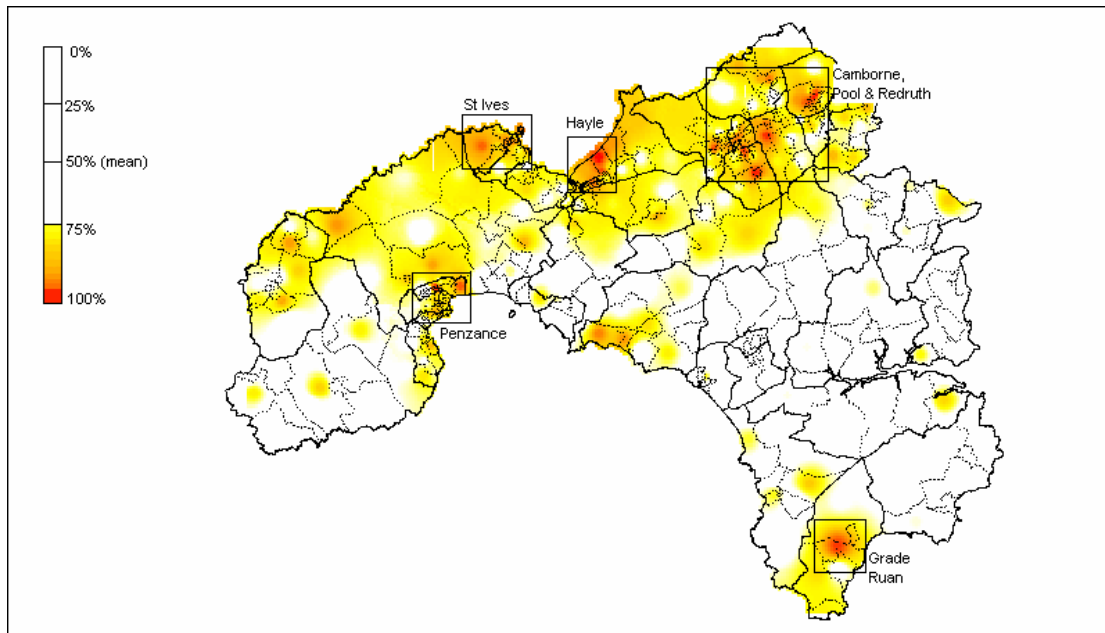 0%
25%
50% (mean)
75%
100%
St Ives
Hayle
Camborne,
Pool & Redruth
Penzance
Grade
Ruan